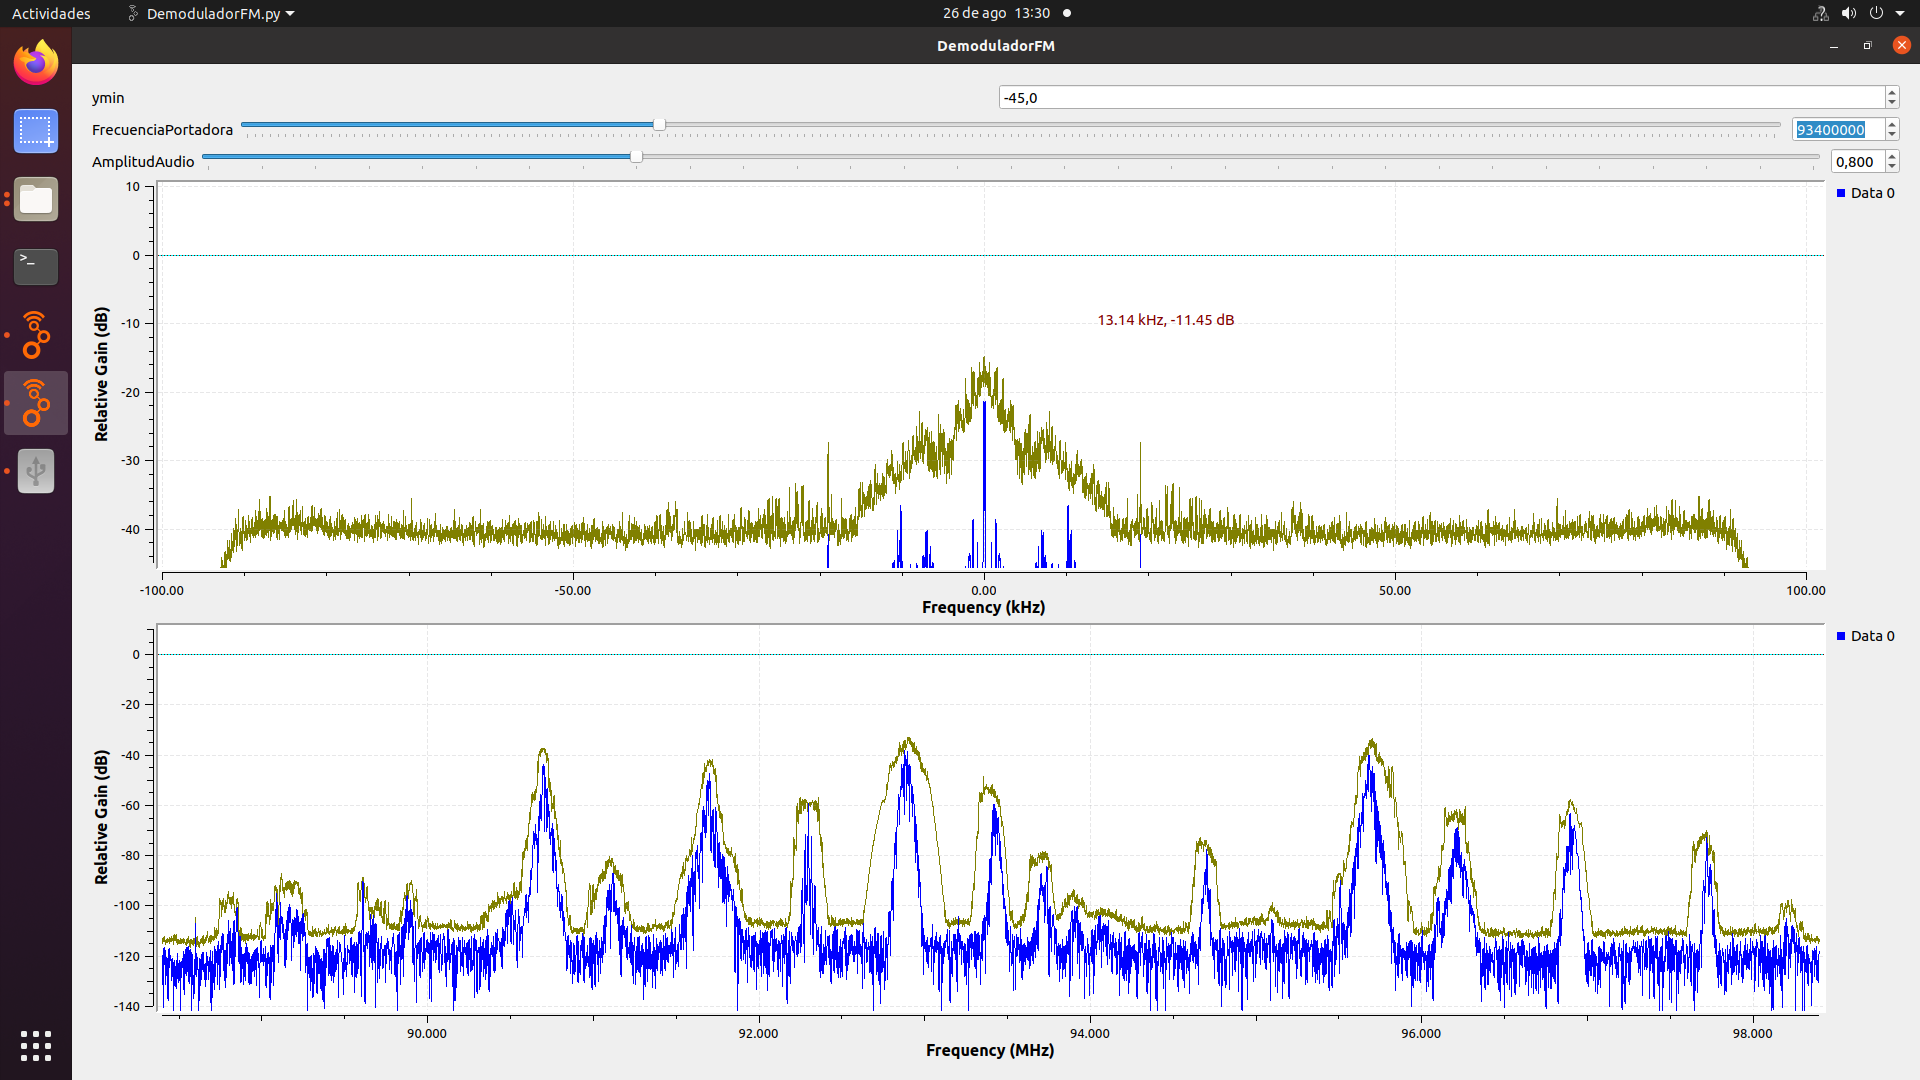 Actividades DemoduladorFM.py 26 de ago 13:30
DemoduladorFM
ymin -45,0
FrecuenciaPortadora 93400000
AmplitudAudio 0,800
Data 0
10
0
-10
-20
-30
-40
Relative Gain (dB)
13.14 kHz, -11.45 dB
-100.00 -50.00 0.00 50.00 100.00
Frequency (kHz)
Data 0
0
-20
-40
-60
-80
-100
-120
-140
Relative Gain (dB)
90.000 92.000 94.000 96.000 98.000
Frequency (MHz)